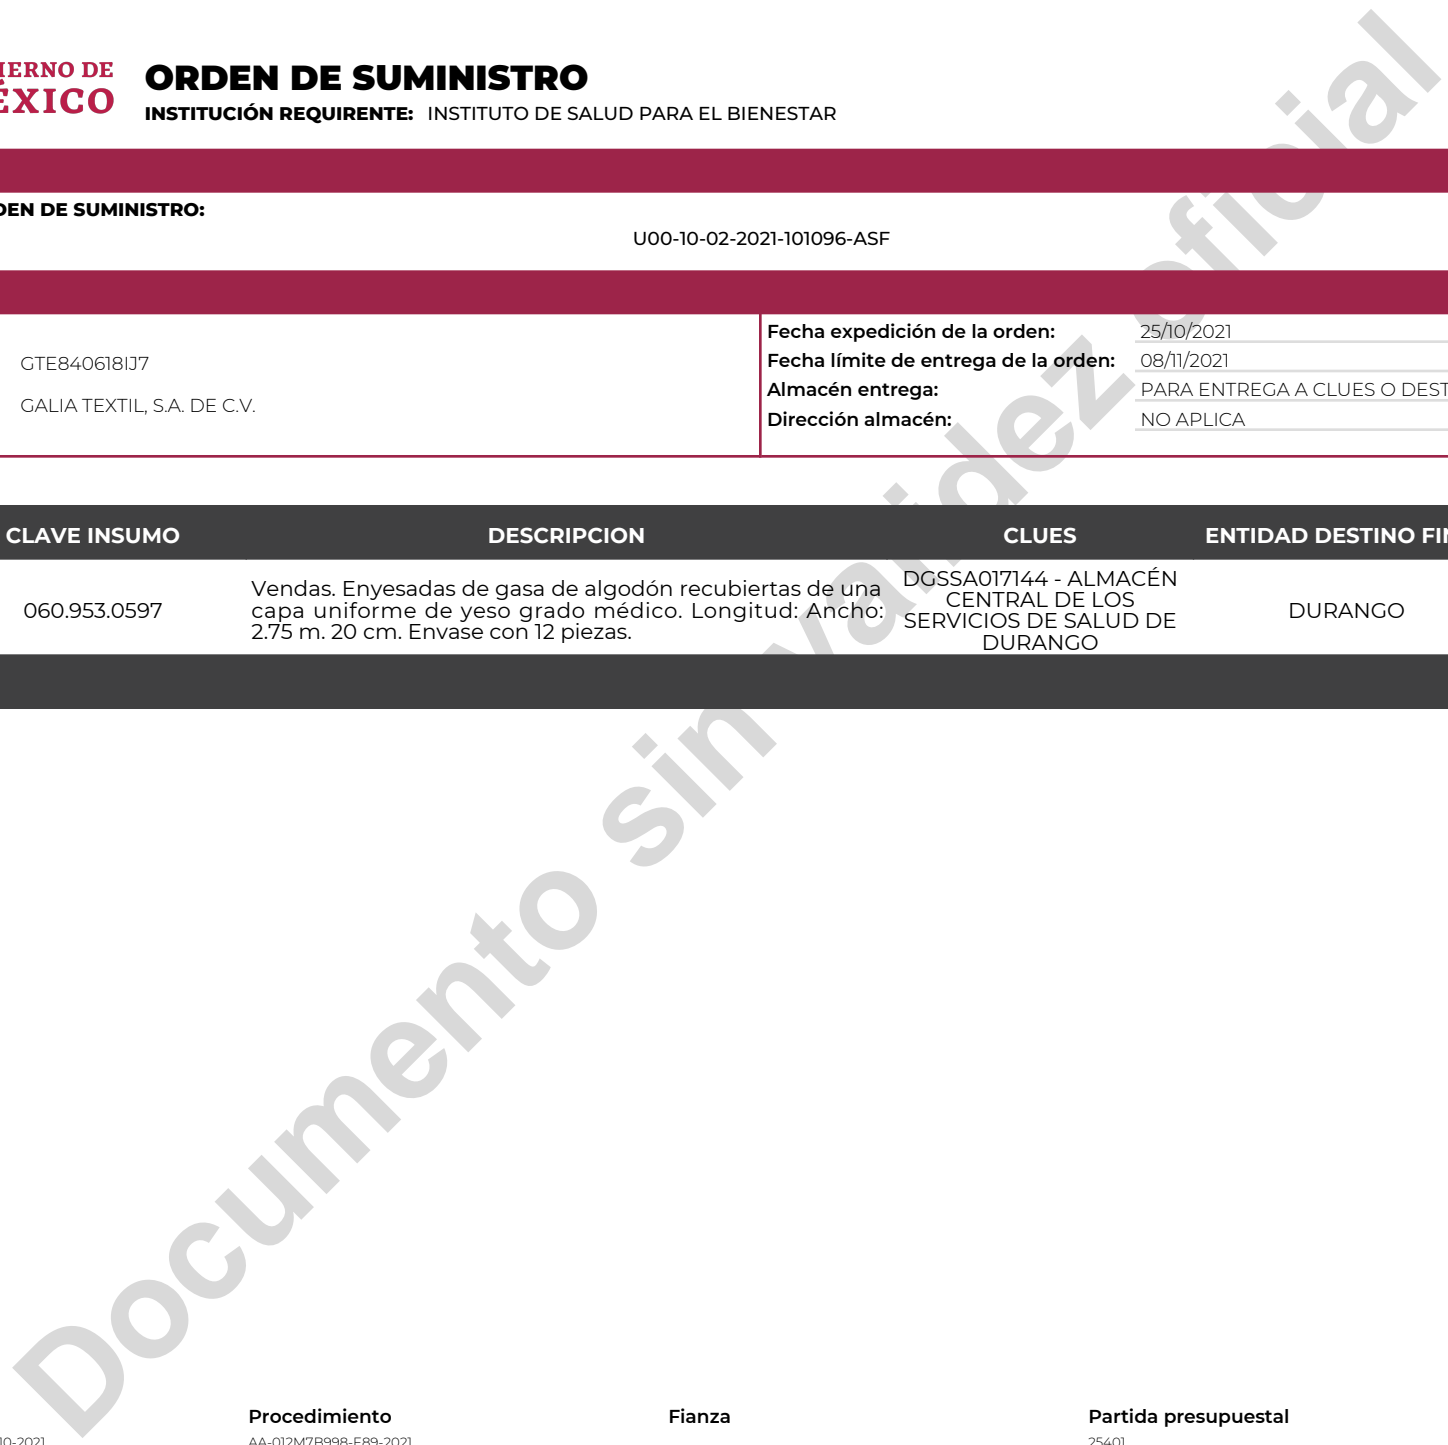 IERNO DE
ÉXICO
ORDEN DE SUMINISTRO
INSTITUCIÓN REQUIRENTE: INSTITUTO DE SALUD PARA EL BIENESTAR
DEN DE SUMINISTRO:
U00-10-02-2021-101096-ASF
GTE840618IJ7
GALIA TEXTIL, S.A. DE C.V.
Fecha expedición de la orden: 25/10/2021
Fecha límite de entrega de la orden: 08/11/2021
Almacén entrega: PARA ENTREGA A CLUES O DEST
Dirección almacén: NO APLICA
CLAVE INSUMO DESCRIPCION CLUES ENTIDAD DESTINO FIN
060.953.0597
Vendas. Enyesadas de gasa de algodón recubiertas de una
capa uniforme de yeso grado médico. Longitud: Ancho:
2.75 m. 20 cm. Envase con 12 piezas.
DGSSA017144 - ALMACÉN
CENTRAL DE LOS
SERVICIOS DE SALUD DE
DURANGO
DURANGO
Documento sin validez oficial
Procedimiento Fianza Partida presupuestal
10-2021 AA-012M7B998-E89-2021 25401